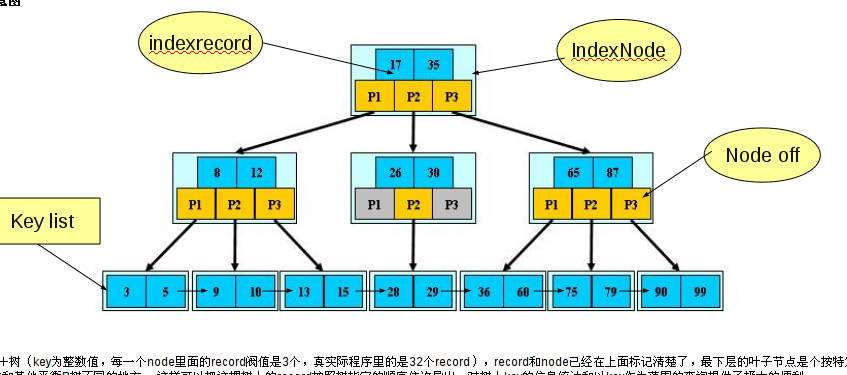 indexrecord
IndexNode
17 35
P1 P2 P3
Node off
8 12
26 30
65 87
P1 P2 P3
P1 P2 P3
P1 P2 P3
Key list
3 5
9 10
13 15
28 29
36 60
75 79
90 99
+树（key为整数值，每一个node里面的record阀值是3个，真实际程序里的是32个record），record和node已经在上面标记清楚了，最下层的叶子节点是个按特